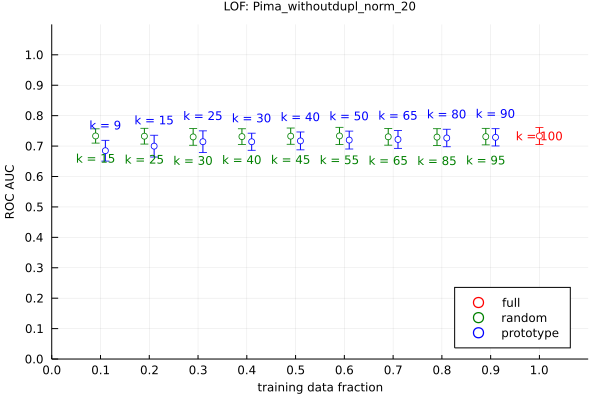 LOF: Pima_withoutdupl_norm_20
ROC AUC
1.0
0.9
0.8
0.7
0.6
0.5
0.4
0.3
0.2
0.1
0.0
k = 9
k = 15
k = 25
k = 30
k = 40
k = 50
k = 65
k = 80
k = 90
k = 100
k = 15
k = 25
k = 30
k = 40
k = 45
k = 55
k = 65
k = 85
k = 95
full
random
prototype
0.0 0.1 0.2 0.3 0.4 0.5 0.6 0.7 0.8 0.9 1.0
training data fraction